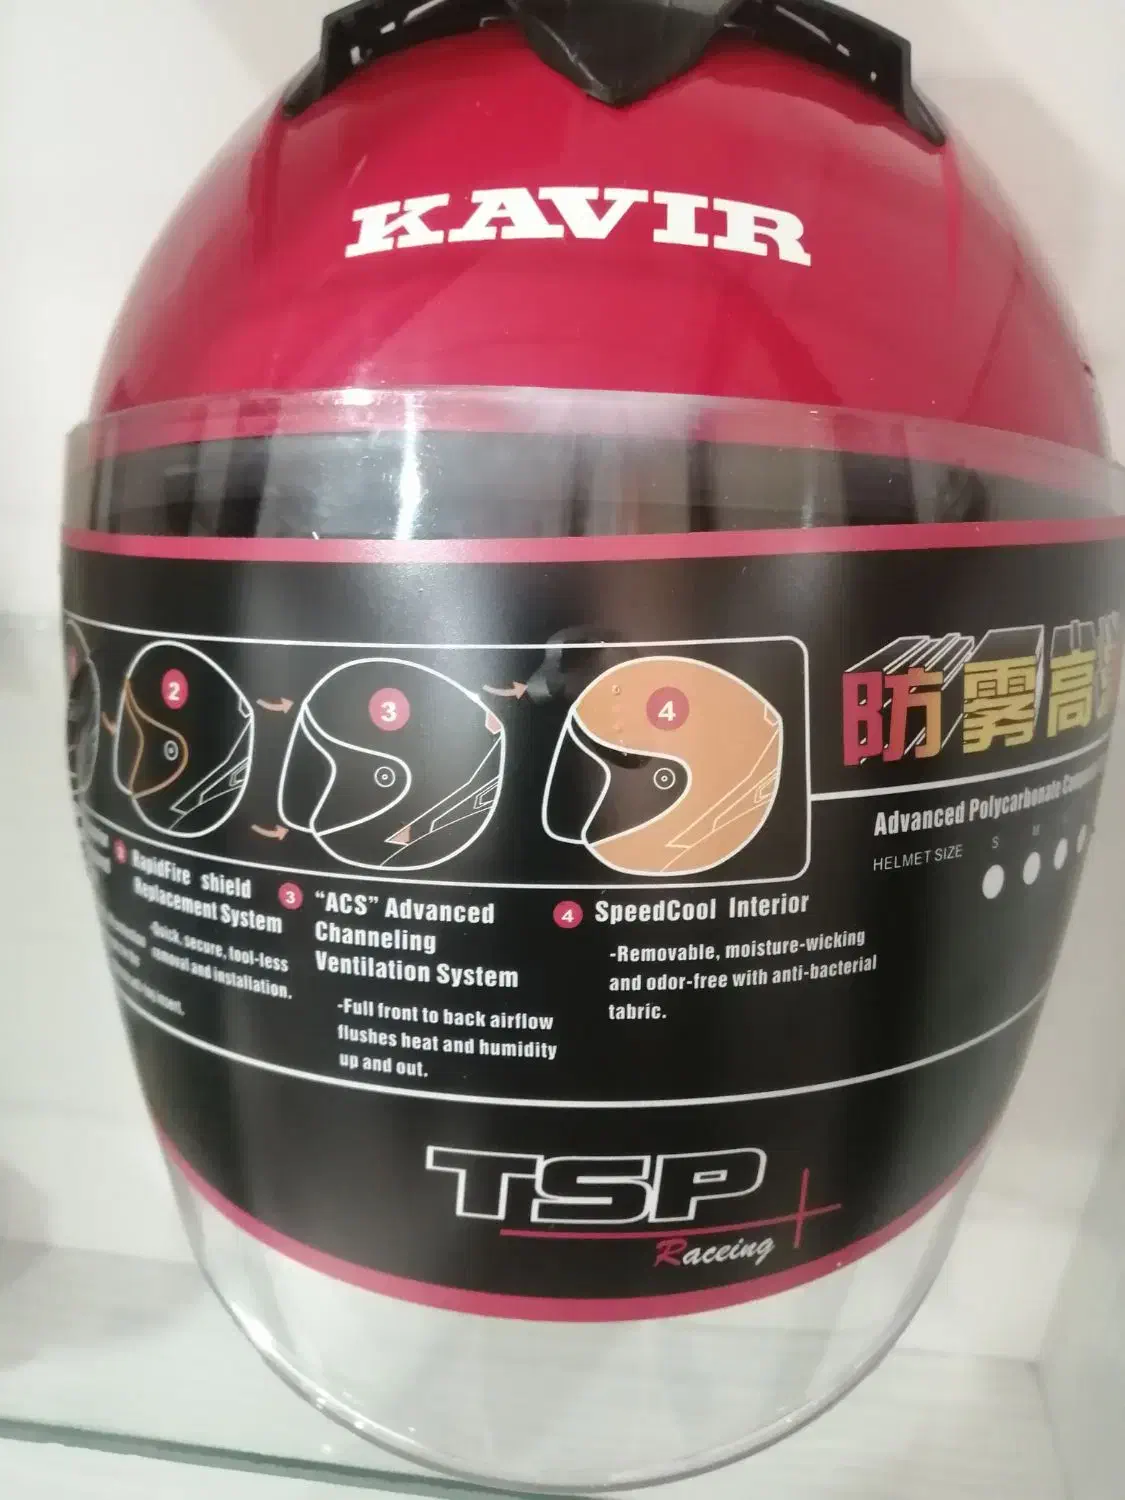 KAVIR
2
3
4
防雾高
Advanced Polycarbonate
HELMET SIZE
S
M
2 RapidFire shield
Replacement System
-Quick, secure, tool-less
removal and installation.
3 "ACS" Advanced
Channeling
Ventilation System
-Full front to back airflow
flushes heat and humidity
up and out.
4 SpeedCool Interior
-Removable, moisture-wicking
and odor-free with anti-bacterial
tabric.
TSP
Raceing